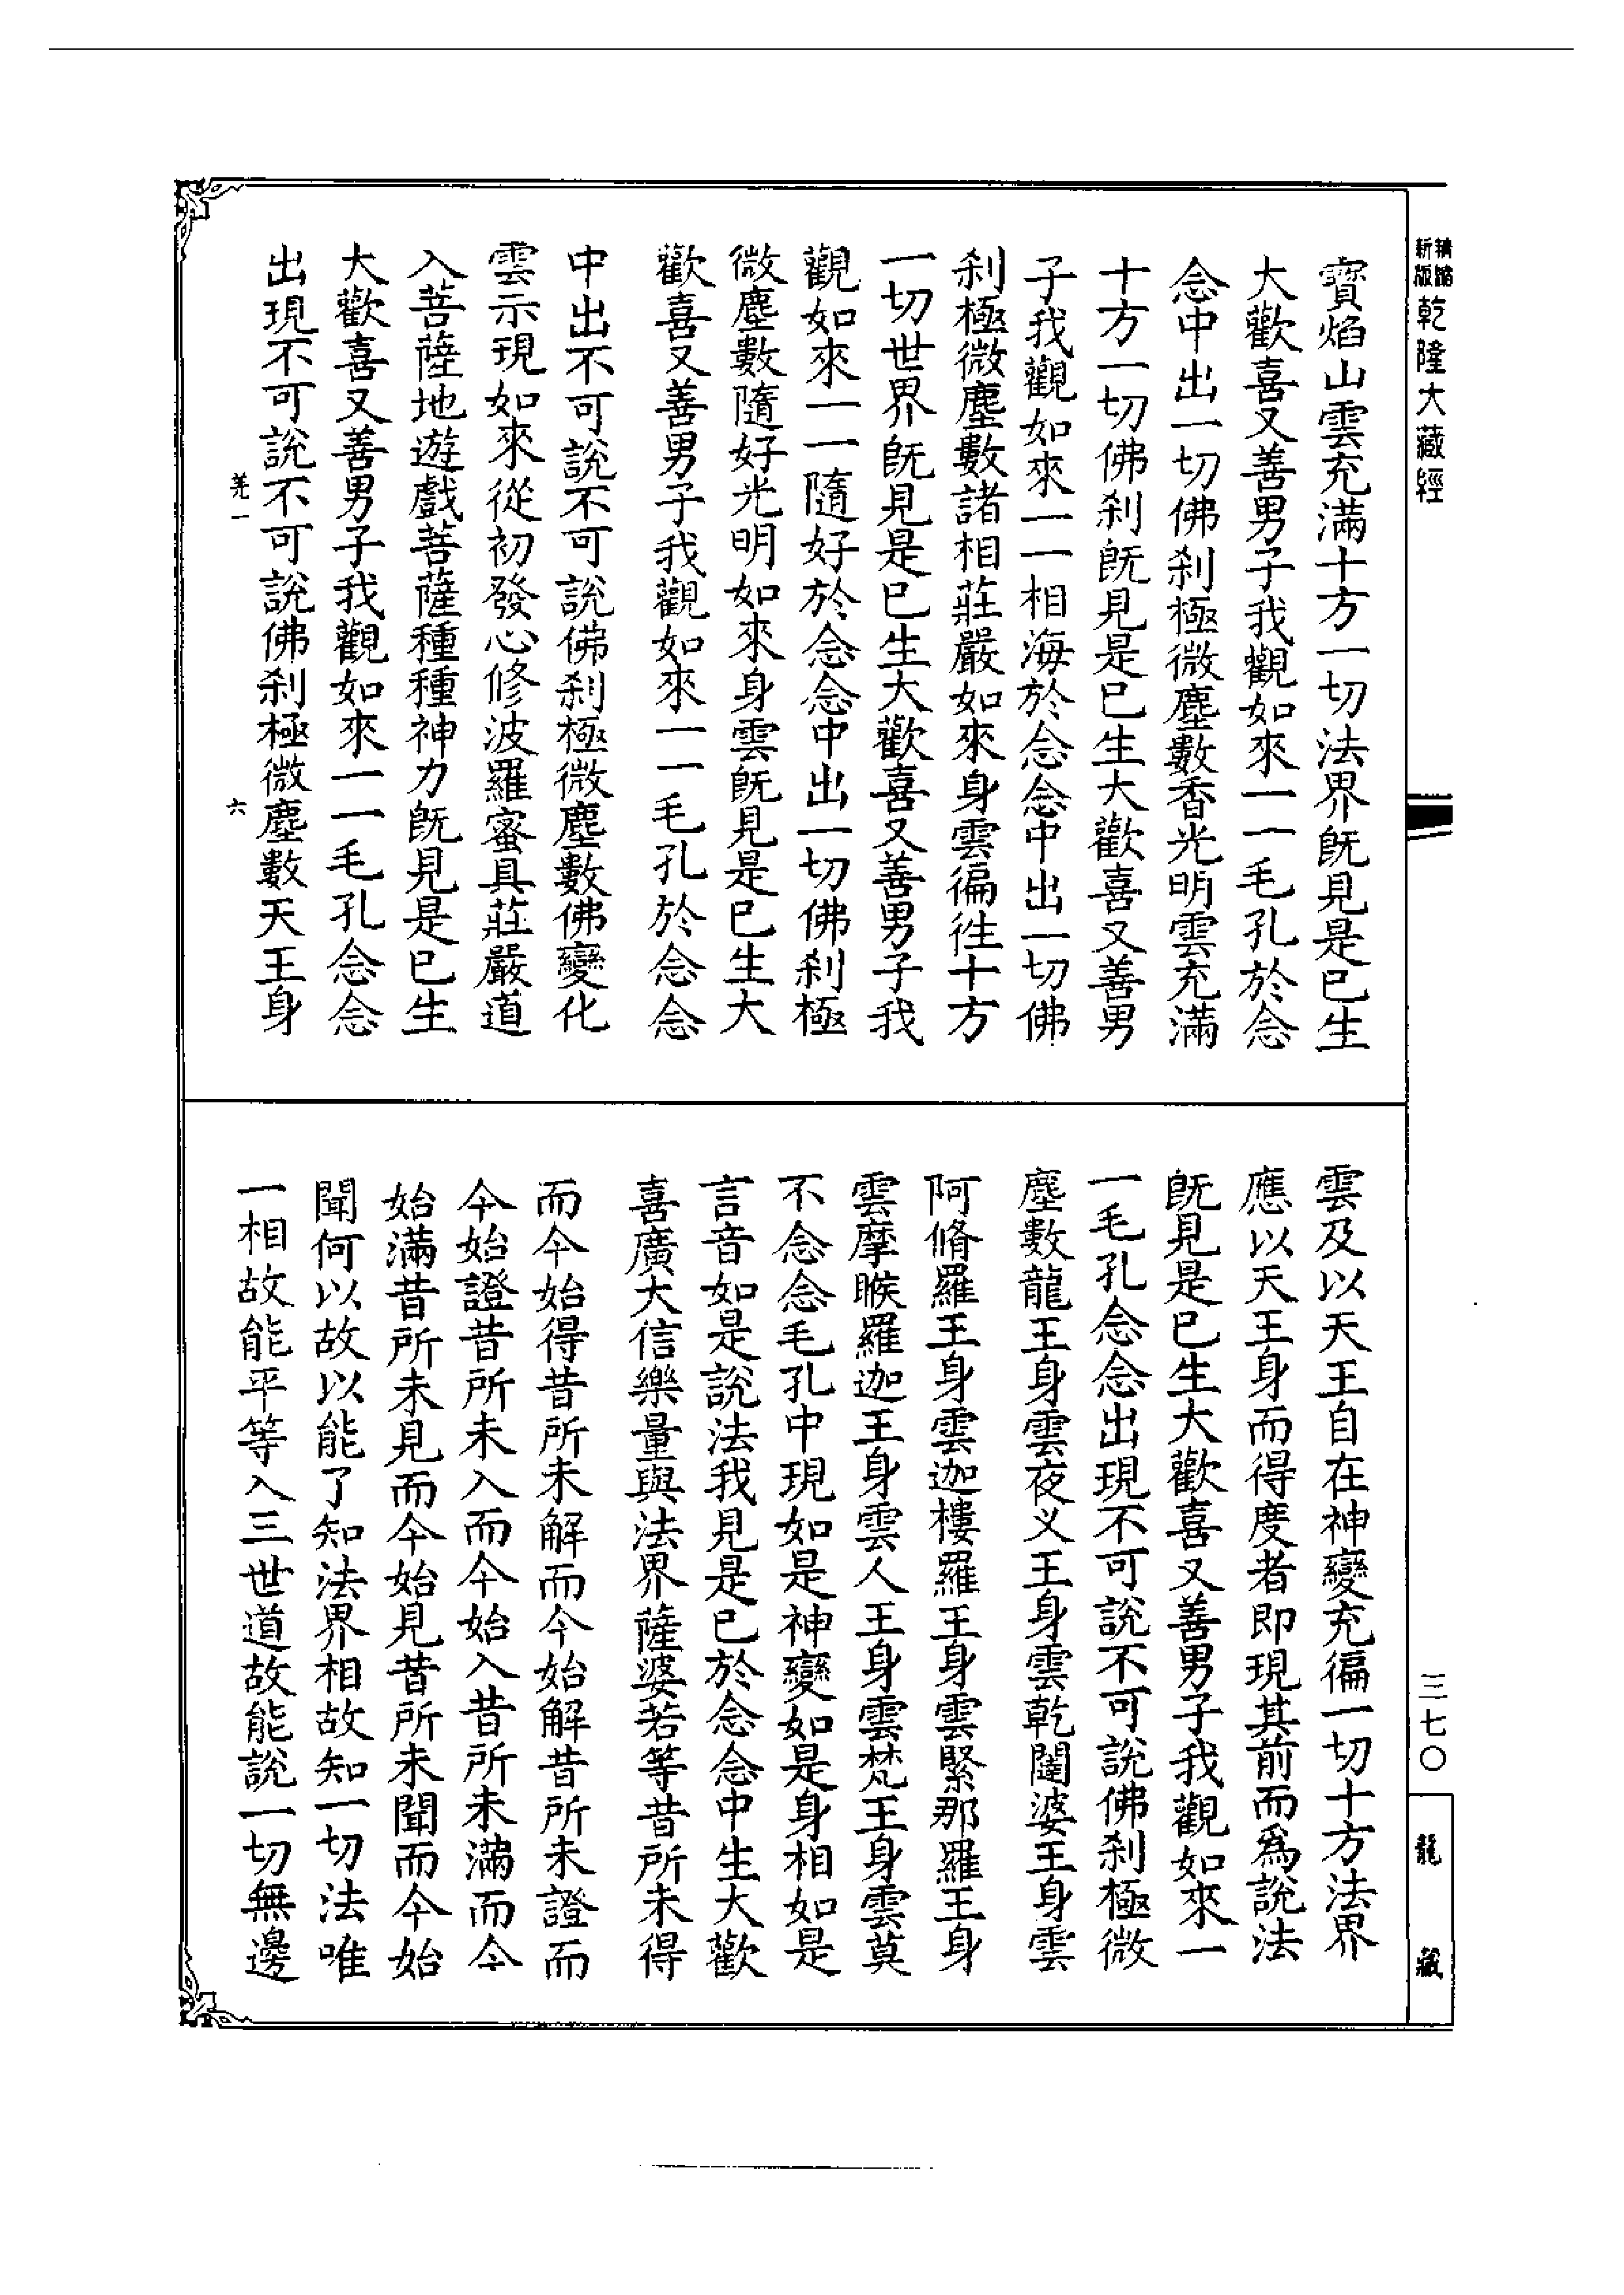 精縮
新版
乾隆大藏經
寶焰山雲充滿十方一切法界旣見是已生
大歡喜又善男子我觀如來一一毛孔於念
念中出一切佛刹極微塵數香光明雲充滿
十方一切佛刹旣見是已生大歡喜又善男
子我觀如來一一相海於念念中出一切佛
刹極微塵數諸相莊嚴如來身雲徧往十方
一切世界旣見是已生大歡喜又善男子我
觀如來一一隨好於念念中出一切佛刹極
微塵數隨好光明如來身雲旣見是已生大
歡喜又善男子我觀如來一一毛孔於念念
中出不可說不可說佛刹極微塵數佛變化
雲示現如來從初發心修波羅蜜具莊嚴道
入菩薩地遊戲菩薩種種神力旣見是已生
大歡喜又善男子我觀如來一一毛孔念念
出現不可說不可說佛刹極微塵數天王身
羌一
六
雲及以天王自在神變充徧一切十方法界
應以天王身而得度者即現其前而爲說法
旣見是已生大歡喜又善男子我觀如來一
一毛孔念念出現不可說不可說佛刹極微
塵數龍王身雲夜义王身雲乾闥婆王身雲
阿脩羅王身雲迦樓羅王身雲緊那羅王身
雲摩睺羅迦王身雲人王身雲梵王身雲莫
不念念毛孔中現如是神變如是身相如是
言音如是說法我見是已於念念中生大歡
喜廣大信樂量與法界薩婆若等昔所未得
而今始得昔所未解而今始解昔所未證而
今始證昔所未入而今始入昔所未滿而今
始滿昔所未見而今始見昔所未聞而今始
聞何以故以能了知法界相故知一切法唯
一相故能平等入三世道故能說一切無邊
三七〇
龍藏